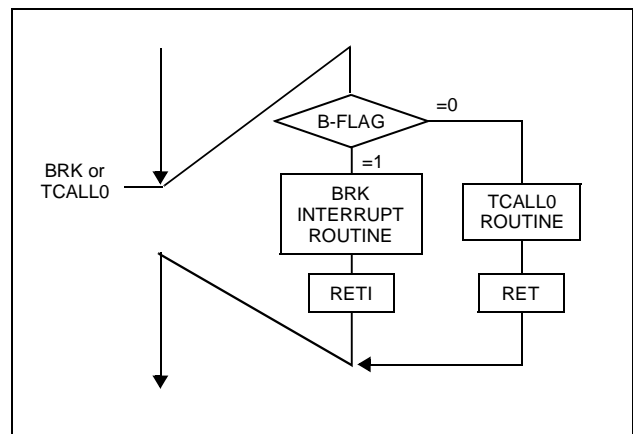 B-FLAG
=0
=1
BRK or
TCALL0
BRK
INTERRUPT
ROUTINE
TCALL0
ROUTINE
RETI
RET